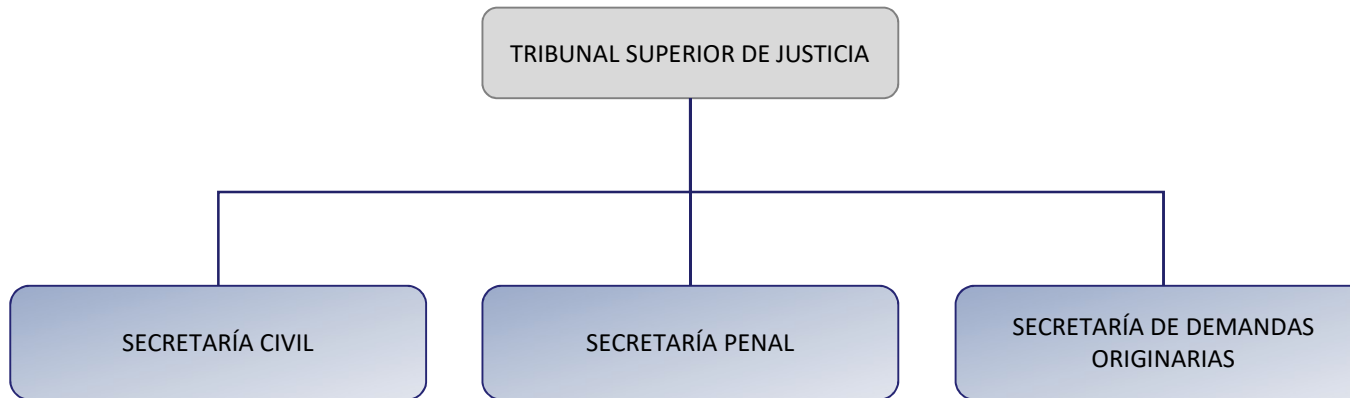 TRIBUNAL SUPERIOR DE JUSTICIA
SECRETARÍA CIVIL
SECRETARÍA PENAL
SECRETARÍA DE DEMANDAS
ORIGINARIAS